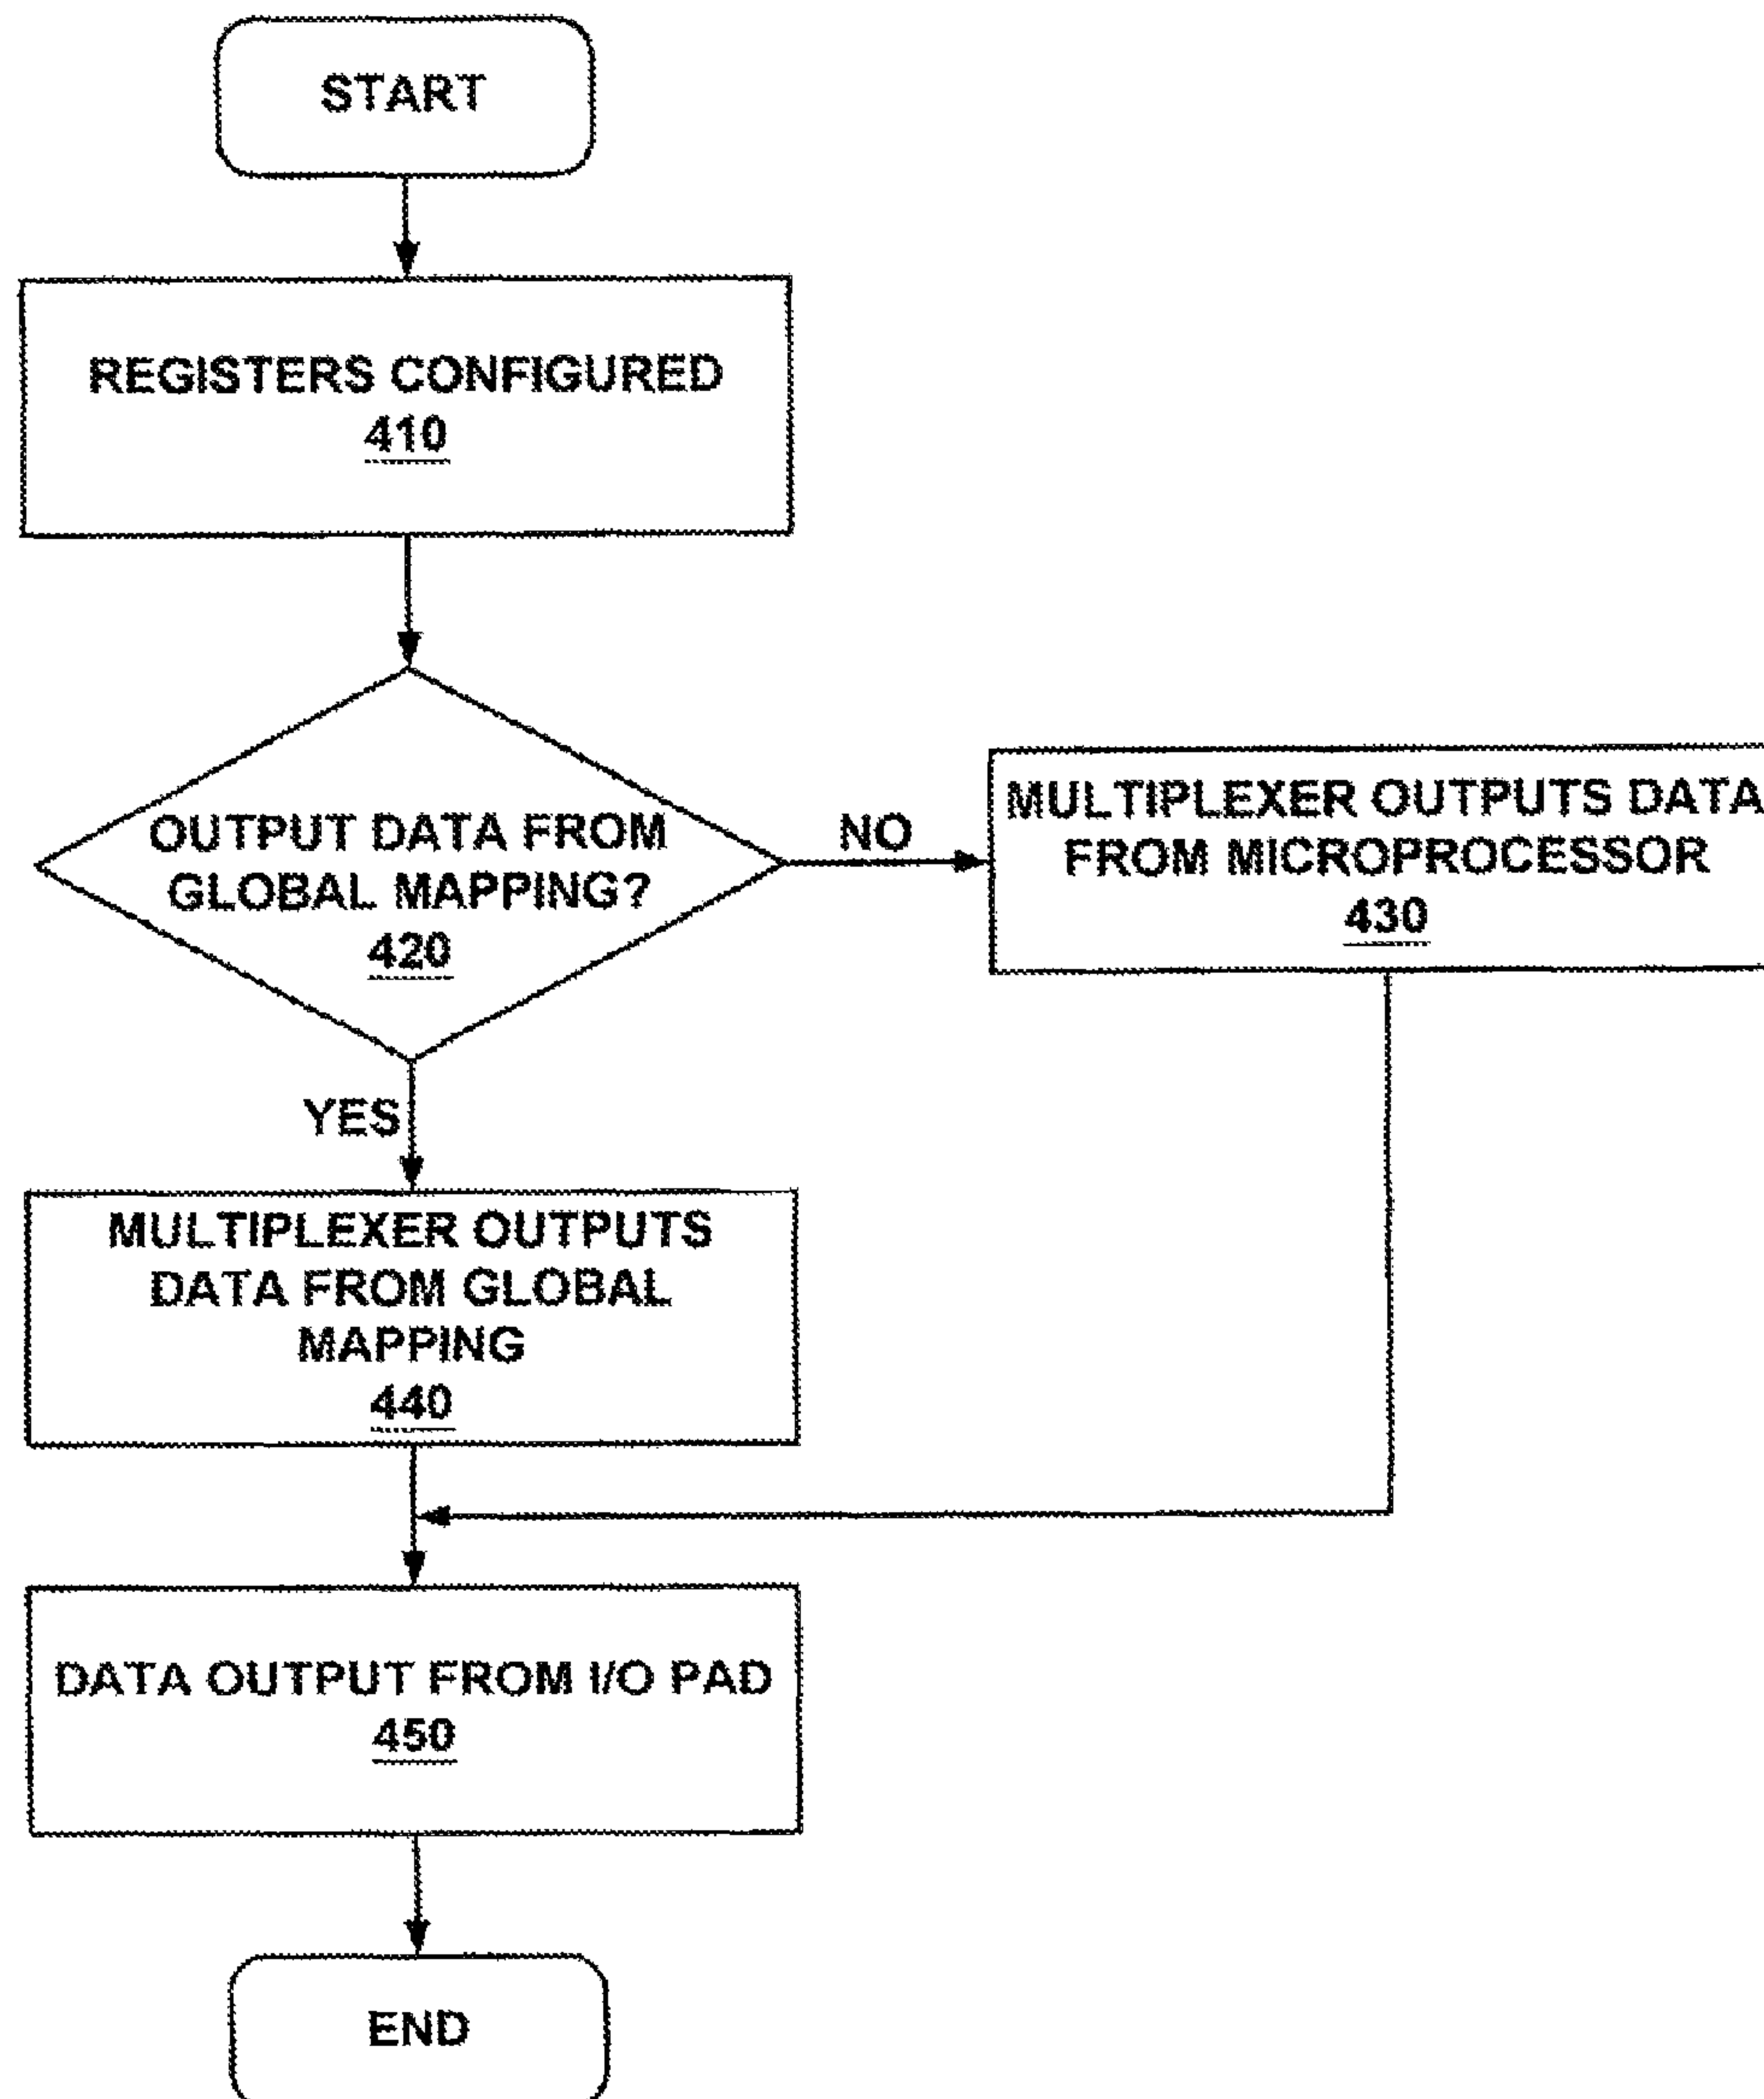 START
REGISTERS CONFIGURED
410
OUTPUT DATA FROM
GLOBAL MAPPING?
420
NO
MULTIPLEXER OUTPUTS DATA
FROM MICROPROCESSOR
430
YES
MULTIPLEXER OUTPUTS
DATA FROM GLOBAL
MAPPING
440
DATA OUTPUT FROM I/O PAD
450
END